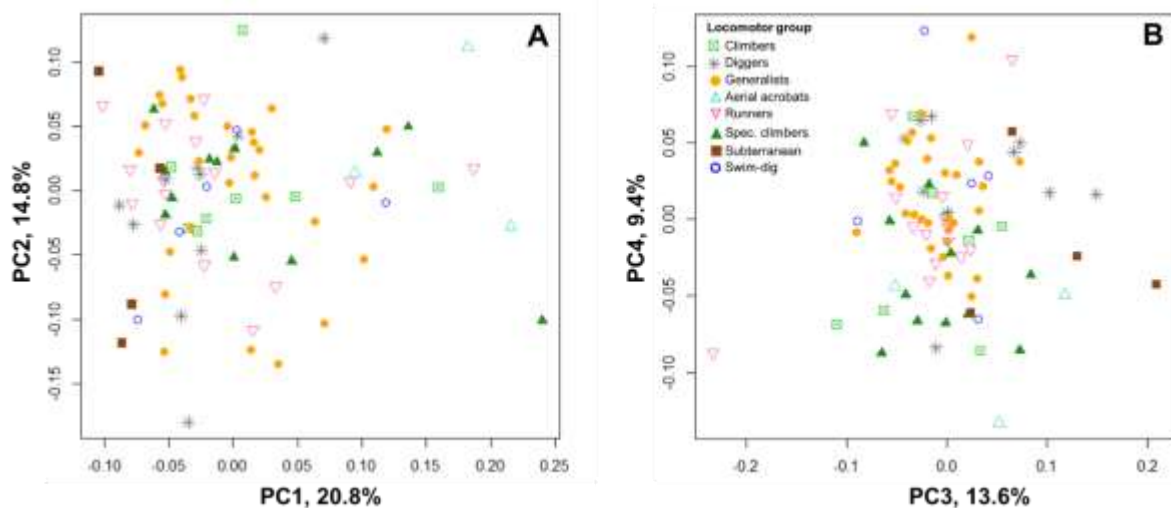 A
B
Locomotor group
Climbers
Diggers
Generalists
Aerial acrobats
Runners
Spec. climbers
Subterranean
Swim-dig
PC2, 14.8%
0.10
0.05
0.00
-0.05
-0.10
-0.15
-0.10
-0.05
0.00
0.05
0.10
0.15
0.20
0.25
PC1, 20.8%
PC4, 9.4%
0.10
0.05
0.00
-0.05
-0.10
-0.2
-0.1
0.0
0.1
0.2
PC3, 13.6%